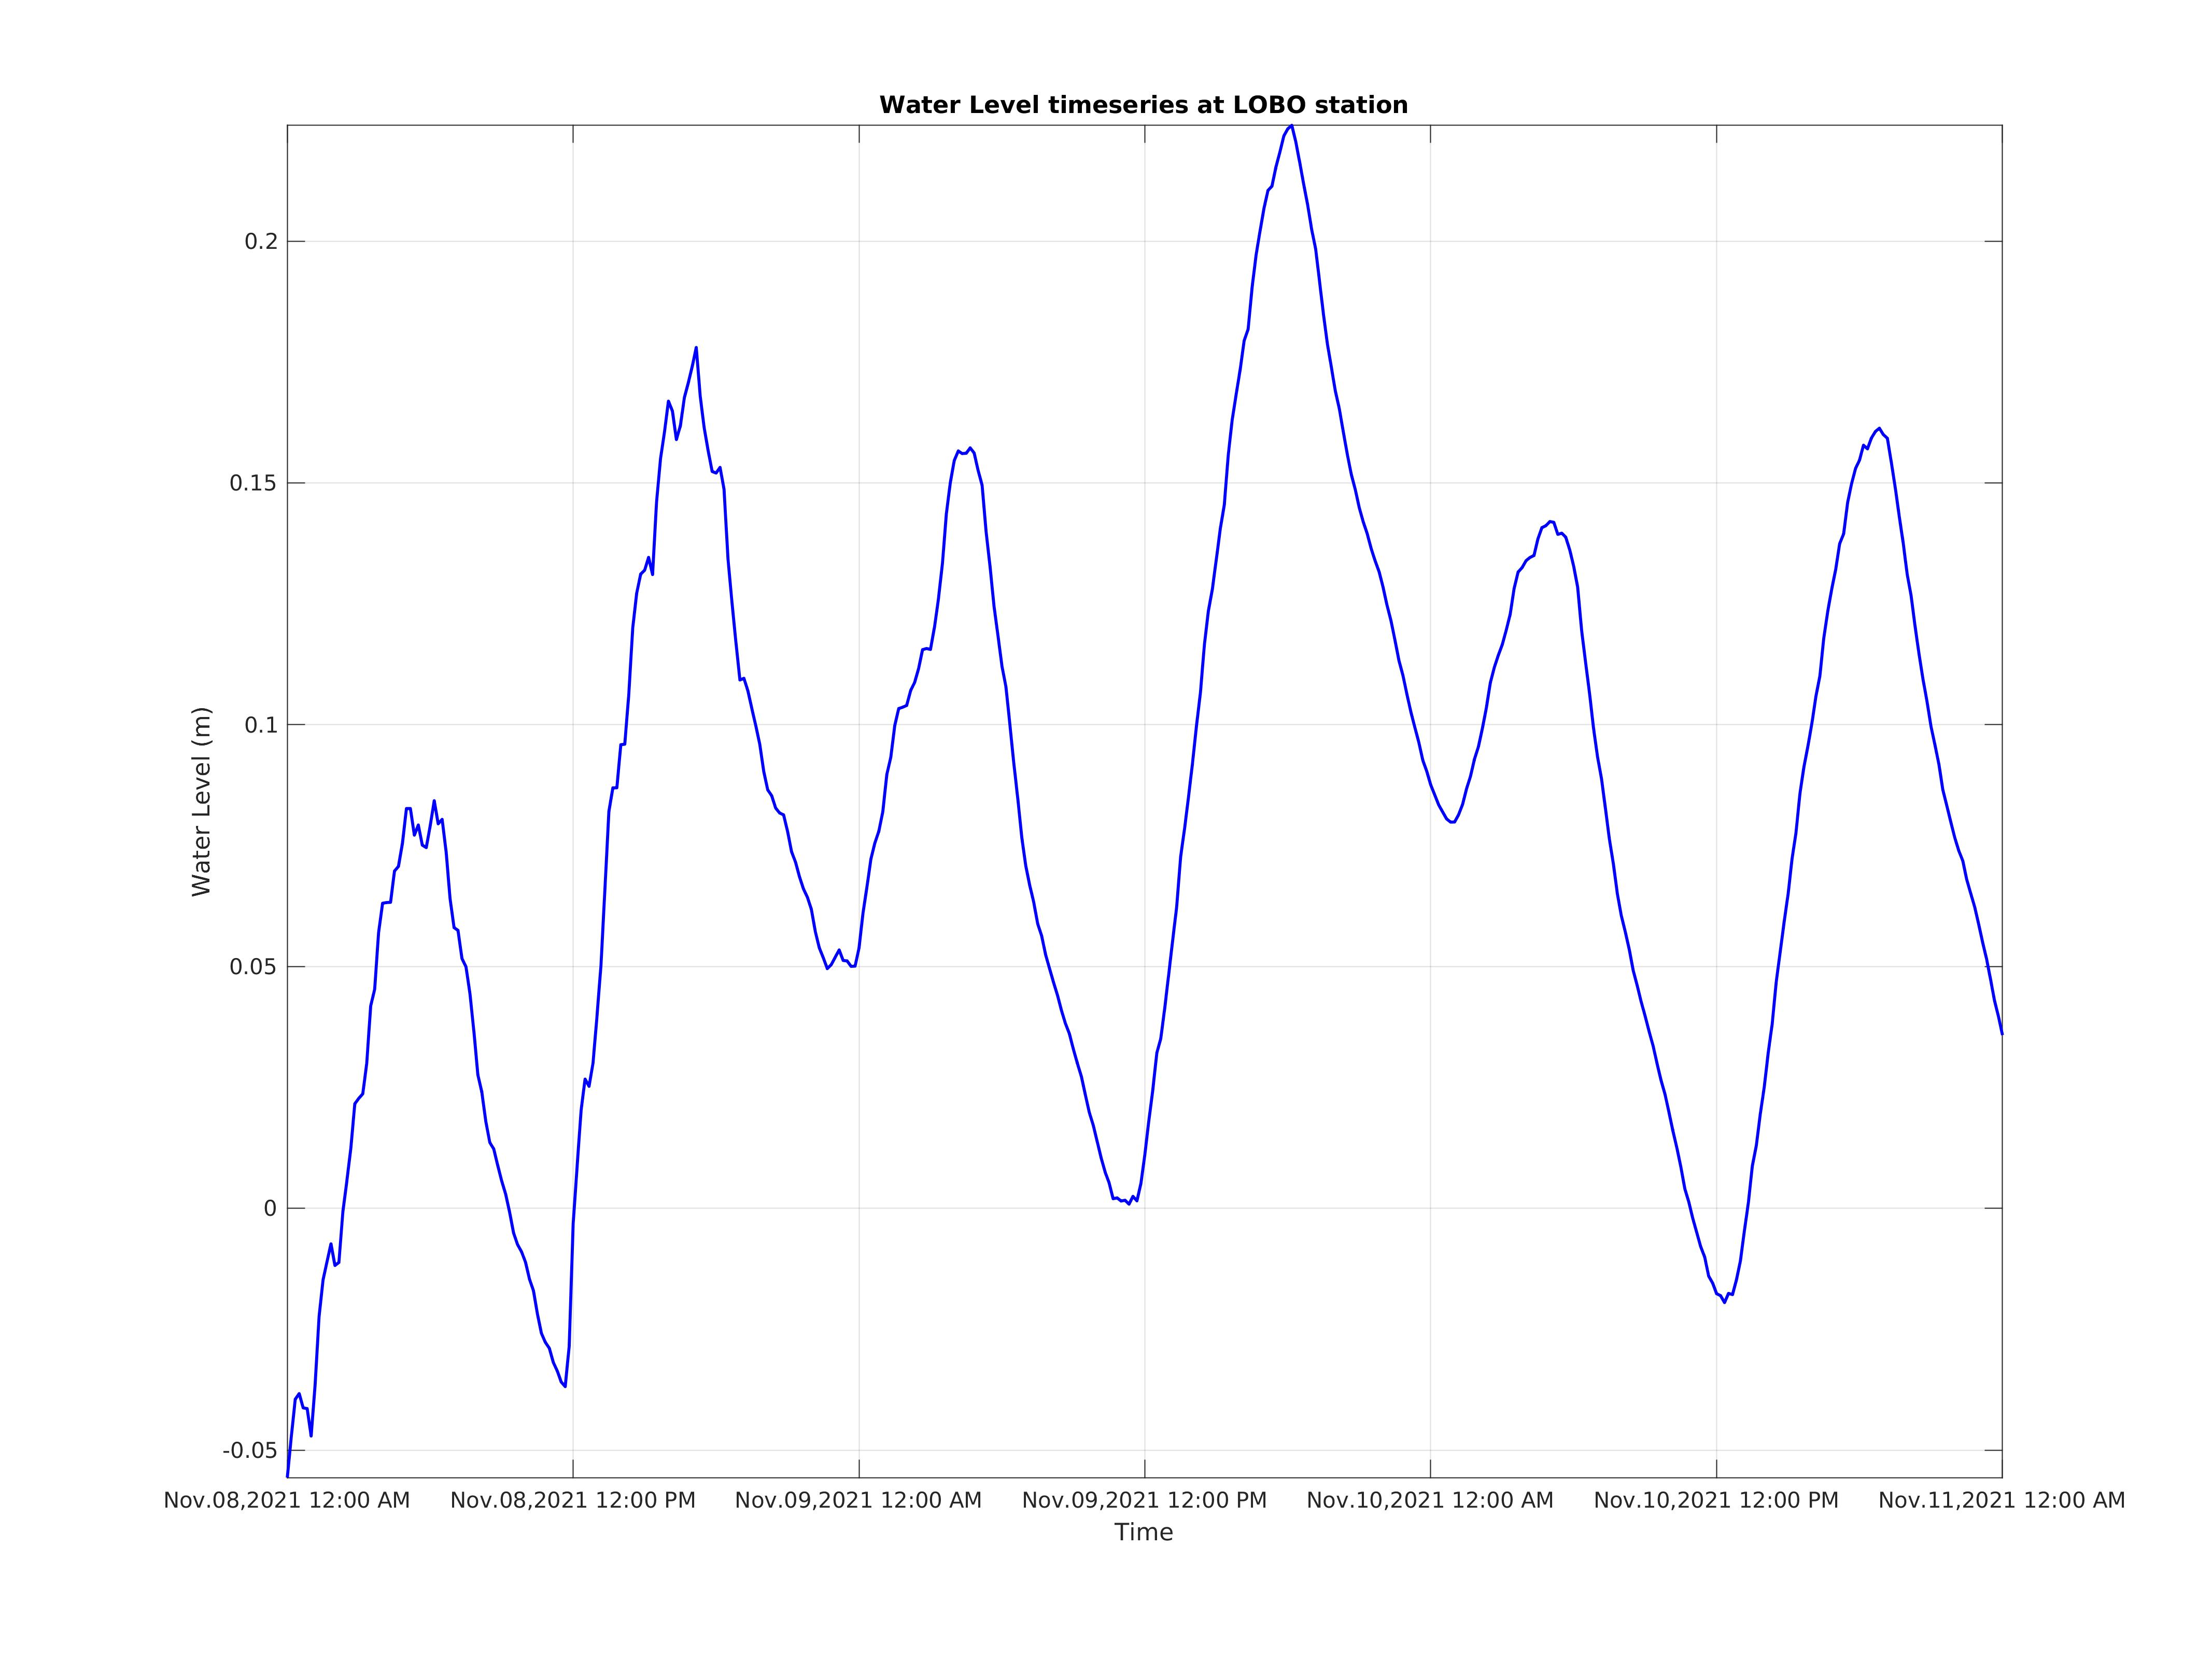 Water Level timeseries at LOBO station
0.2
0.15
0.1
0.05
0
-0.05
Water Level (m)
Nov.08,2021 12:00 AM Nov.08,2021 12:00 PM Nov.09,2021 12:00 AM Nov.09,2021 12:00 PM Nov.10,2021 12:00 AM Nov.10,2021 12:00 PM Nov.11,2021 12:00 AM
Time